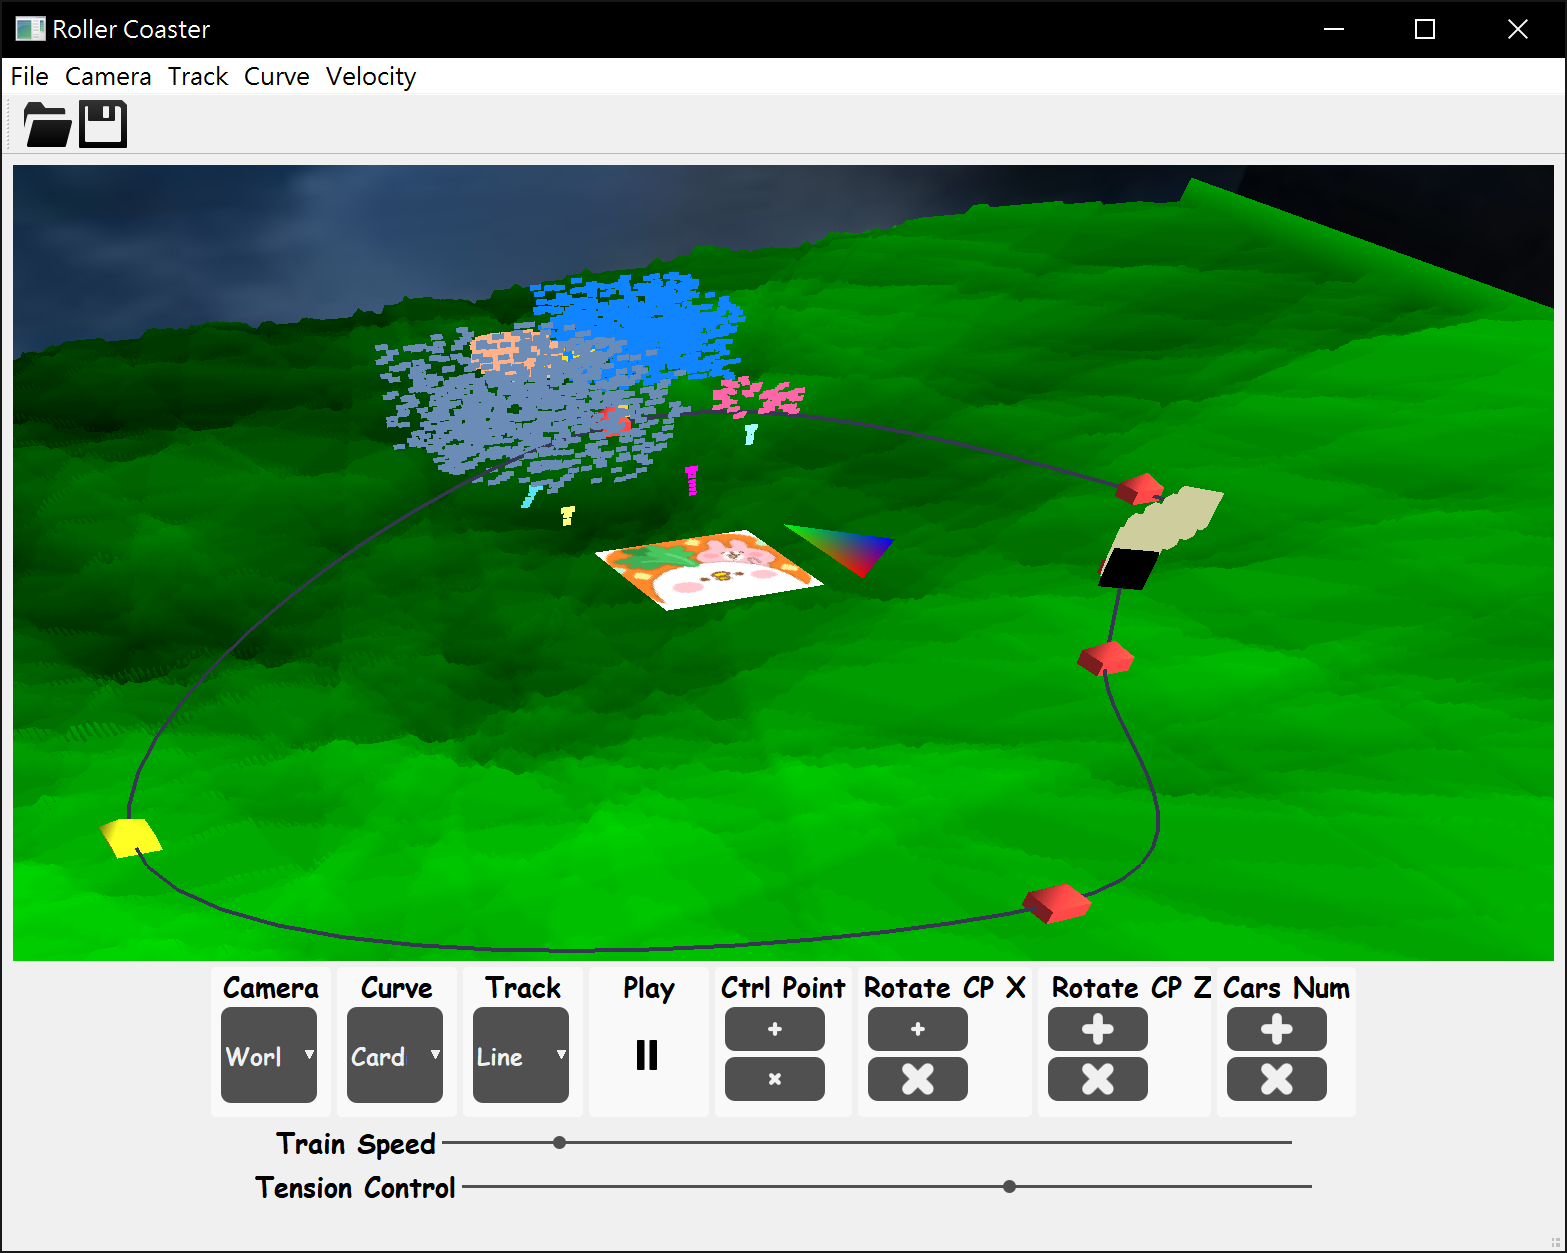 Roller Coaster
File Camera Track Curve Velocity
Camera Curve Track Play Ctrl Point Rotate CP X Rotate CP Z Cars Num
Worl Card Line
Train Speed
Tension Control